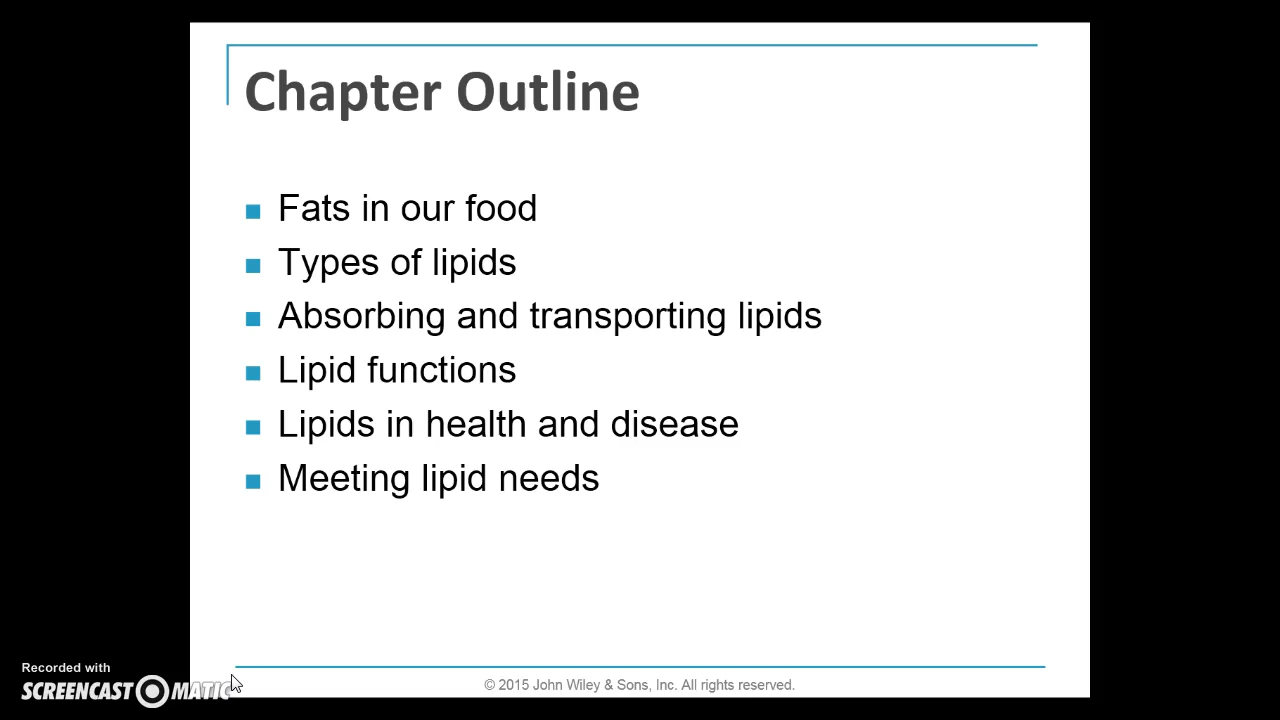 Chapter Outline
Fats in our food
Types of lipids
Absorbing and transporting lipids
Lipid functions
Lipids in health and disease
Meeting lipid needs
Recorded with
SCREENCAST MATIC
© 2015 John Wiley & Sons, Inc. All rights reserved.